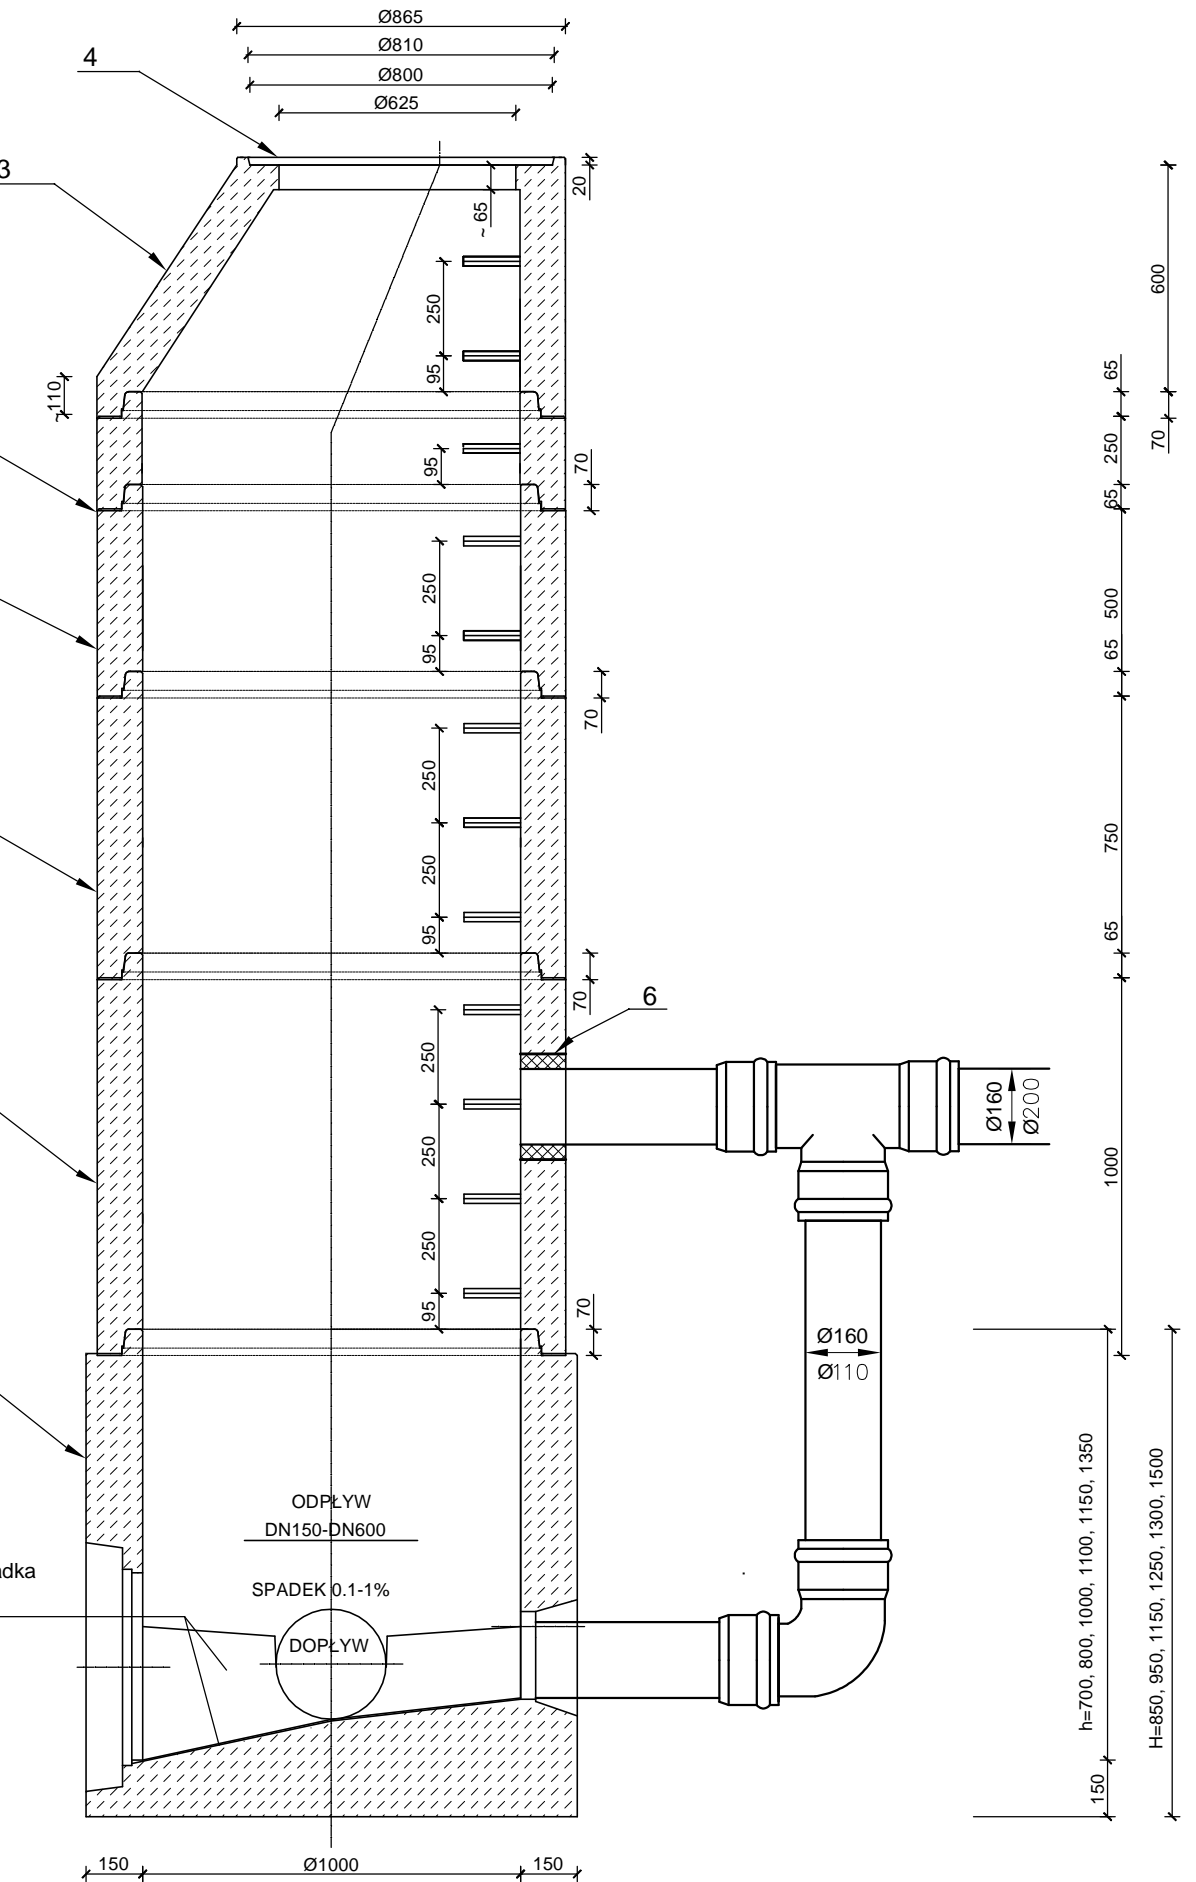 Ø865
Ø810
Ø800
Ø625
4
3
20
~ 65
600
250
95
~110
65
250
70
95
70
65
250
500
95
65
70
250
750
250
95
65
70
6
250
Ø160
Ø200
250
1000
250
95
70
Ø160
Ø110
ODPŁYW
DN150-DN600
SPADEK 0.1-1%
DOPŁYW
adka
h=700, 800, 1000, 1100, 1150, 1350
H=850, 950, 1150, 1250, 1300, 1500
150
150
Ø1000
150